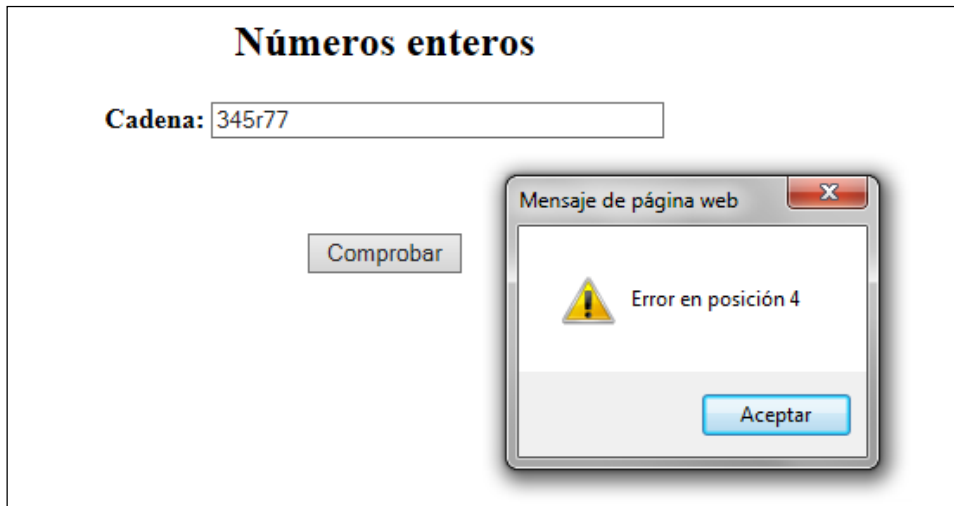 Números enteros
Cadena: 345r77
Comprobar
Mensaje de página web
Error en posición 4
Aceptar